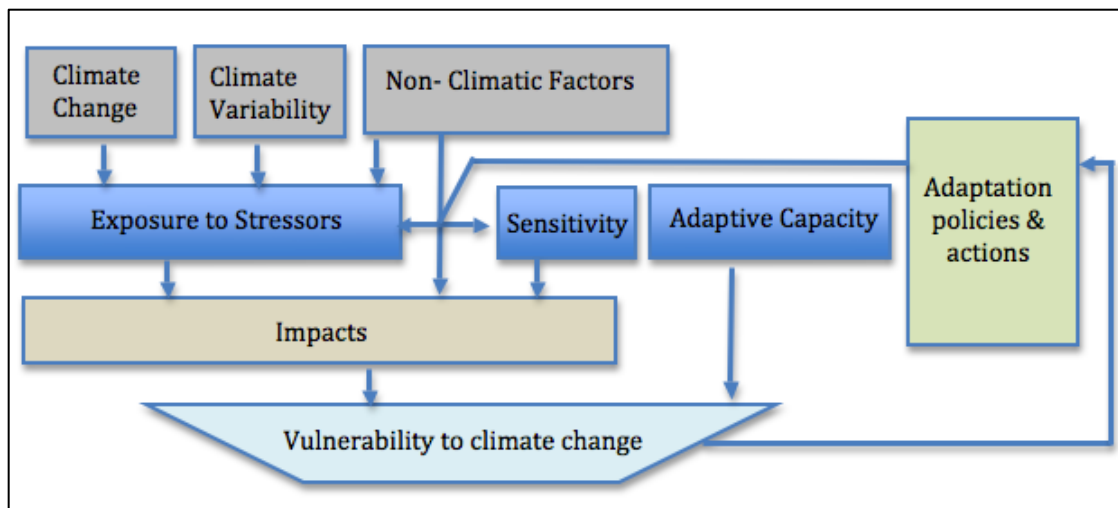 Climate
Change
Climate
Variability
Non- Climatic Factors
Exposure to Stressors
Sensitivity
Adaptive Capacity
Adaptation
policies &
actions
Impacts
Vulnerability to climate change